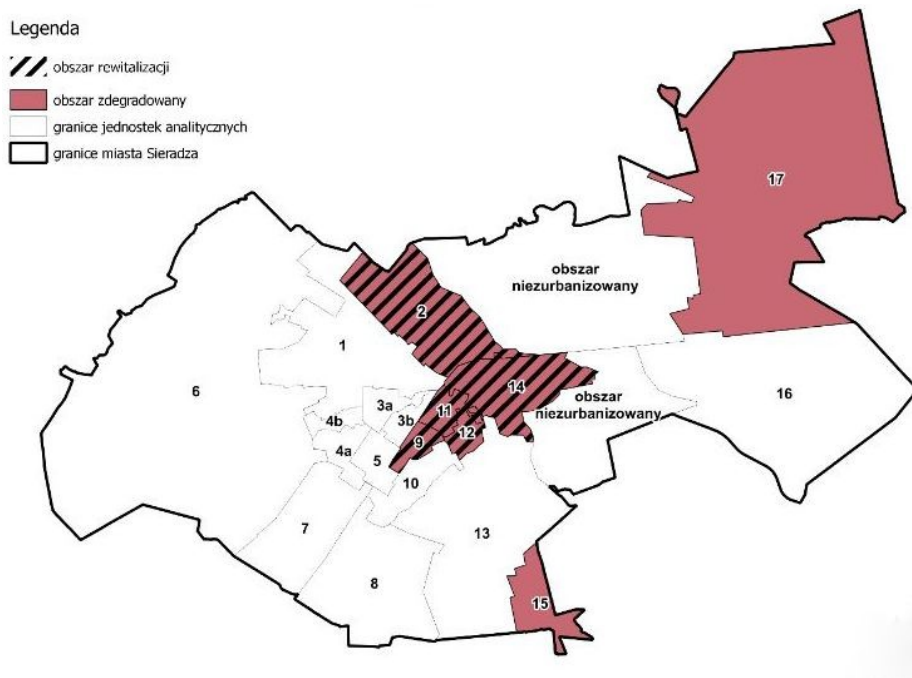 Legenda
obszar rewitalizacji
obszar zdegradowany
granice jednostek analitycznych
granice miasta Sieradza
17
obszar
niezurbanizowany
2
1
6
14
16
3a
11
obszar
niezurbanizowany
4b
3b
12
9
4a
5
10
7
13
8
15